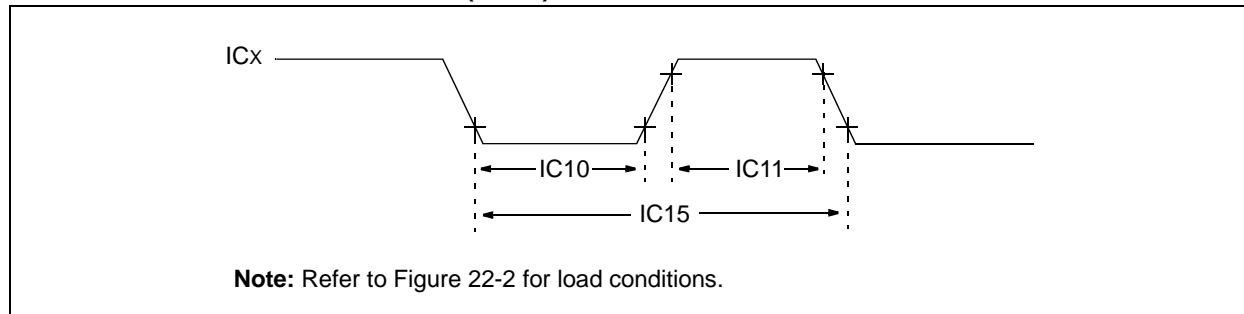 ICx
IC10
IC11
IC15
Note: Refer to Figure 22-2 for load conditions.